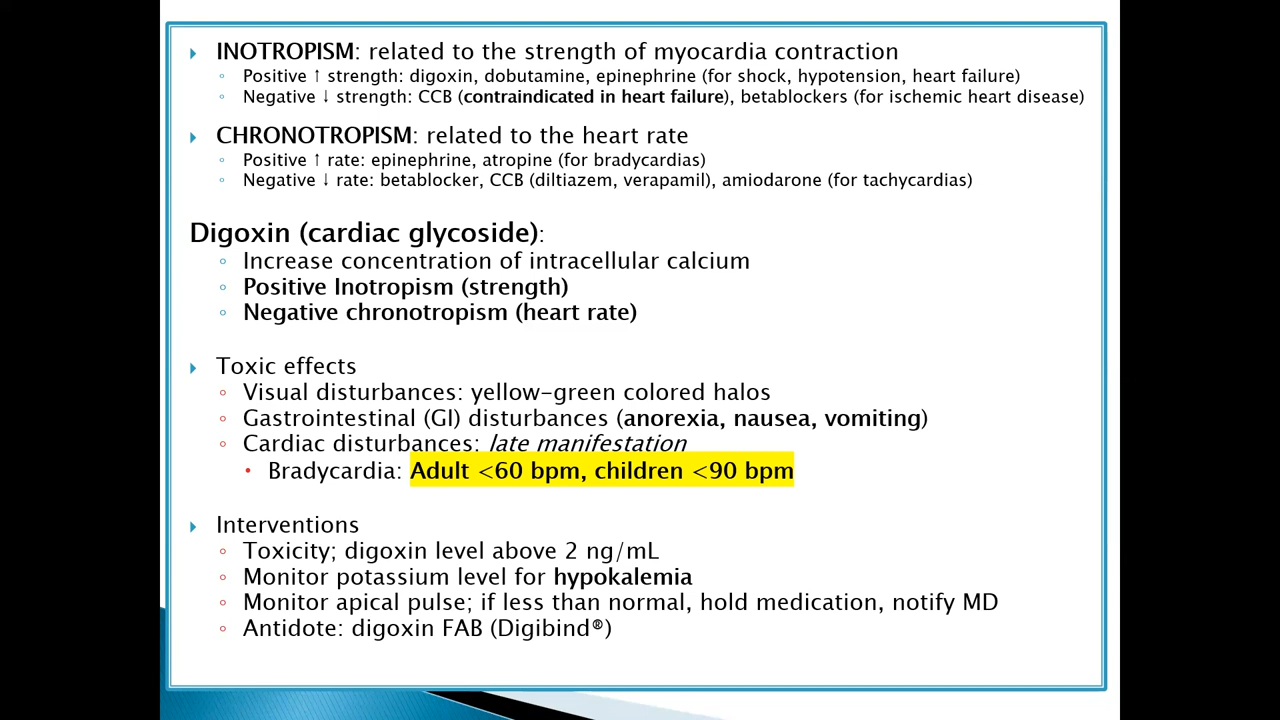 INOTROPISM: related to the strength of myocardia contraction
Positive ↑ strength: digoxin, dobutamine, epinephrine (for shock, hypotension, heart failure)
Negative ↓ strength: CCB (contraindicated in heart failure), betablockers (for ischemic heart disease)
CHRONOTROPISM: related to the heart rate
Positive ↑ rate: epinephrine, atropine (for bradycardias)
Negative ↓ rate: betablocker, CCB (diltiazem, verapamil), amiodarone (for tachycardias)
Digoxin (cardiac glycoside):
Increase concentration of intracellular calcium
Positive Inotropism (strength)
Negative chronotropism (heart rate)
Toxic effects
Visual disturbances: yellow-green colored halos
Gastrointestinal (GI) disturbances (anorexia, nausea, vomiting)
Cardiac disturbances: late manifestation
Bradycardia: Adult <60 bpm, children <90 bpm
Interventions
Toxicity; digoxin level above 2 ng/mL
Monitor potassium level for hypokalemia
Monitor apical pulse; if less than normal, hold medication, notify MD
Antidote: digoxin FAB (Digibind®)